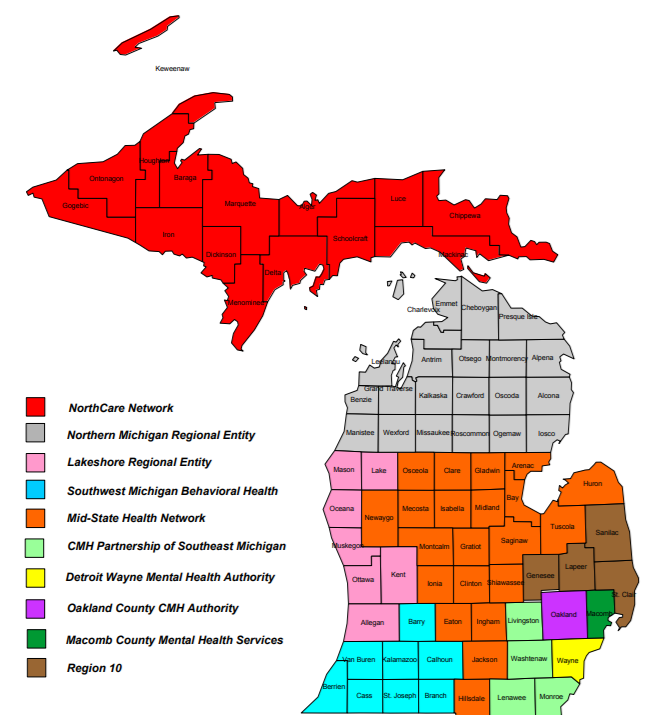 Keweenaw
Houghton
Ontonagon
Baraga
Gogebic
Marquette
Alger
Luce
Chippewa
Iron
Schoolcraft
Dickinson
Mackinac
Delta
Menominee
Emmet
Cheboygan
Charlevoix
Presque Isle
Leelanau
Antrim
Otsego
Montmorency
Alpena
Grand Traverse
Benzie
Kalkaska
Crawford
Oscoda
Alcona
Manistee
Wexford
Missaukee
Roscommon
Ogemaw
Iosco
Mason
Lake
Osceola
Clare
Gladwin
Arenac
Huron
Oceana
Newaygo
Mecosta
Isabella
Midland
Bay
Tuscola
Sanilac
Muskegon
Montcalm
Gratiot
Saginaw
Ottawa
Kent
Ionia
Clinton
Shiawassee
Genesee
Lapeer
St. Clair
Allegan
Barry
Eaton
Ingham
Livingston
Oakland
Macomb
Van Buren
Kalamazoo
Calhoun
Jackson
Washtenaw
Wayne
Berrien
Cass
St. Joseph
Branch
Hillsdale
Lenawee
Monroe
NorthCare Network
Northern Michigan Regional Entity
Lakeshore Regional Entity
Southwest Michigan Behavioral Health
Mid-State Health Network
CMH Partnership of Southeast Michigan
Detroit Wayne Mental Health Authority
Oakland County CMH Authority
Macomb County Mental Health Services
Region 10